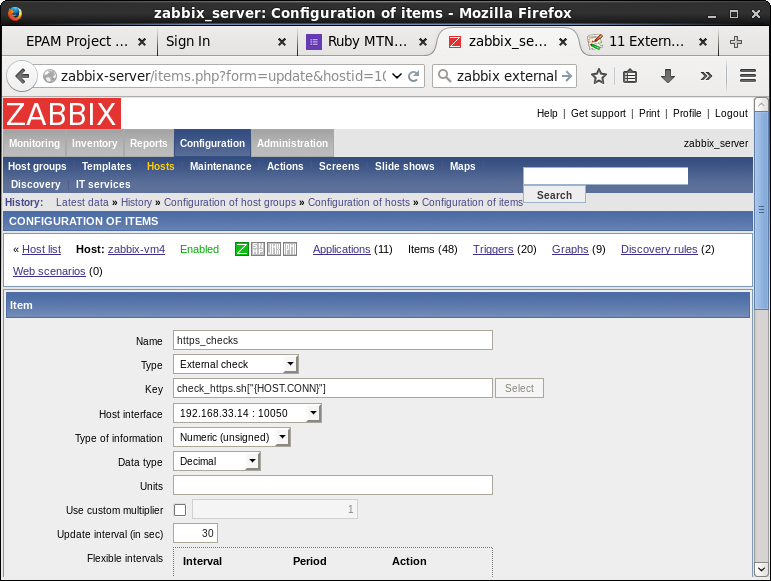 zabbix_server: Configuration of items - Mozilla Firefox
EPAM Project ... Sign In Ruby MTN... zabbix_se... 11 Extern...
zabbix-server/items.php?form=update&hostid=1( zabbix external
ZABBIX
Help | Get support | Print | Profile | Logout
Monitoring Inventory Reports Configuration Administration zabbix_server
Host groups Templates Hosts Maintenance Actions Screens Slide shows Maps
Discovery IT services
Search
History: Latest data » History » Configuration of host groups » Configuration of hosts » Configuration of items
CONFIGURATION OF ITEMS
« Host list Host: zabbix-vm4 Enabled Z Applications (11) Items (48) Triggers (20) Graphs (9) Discovery rules (2)
Web scenarios (0)
Item
Name https_checks
Type External check
Key check_https.sh["{HOST.CONN}"] Select
Host interface 192.168.33.14 : 10050
Type of information Numeric (unsigned)
Data type Decimal
Units
Use custom multiplier 1
Update interval (in sec) 30
Flexible intervals Interval Period Action